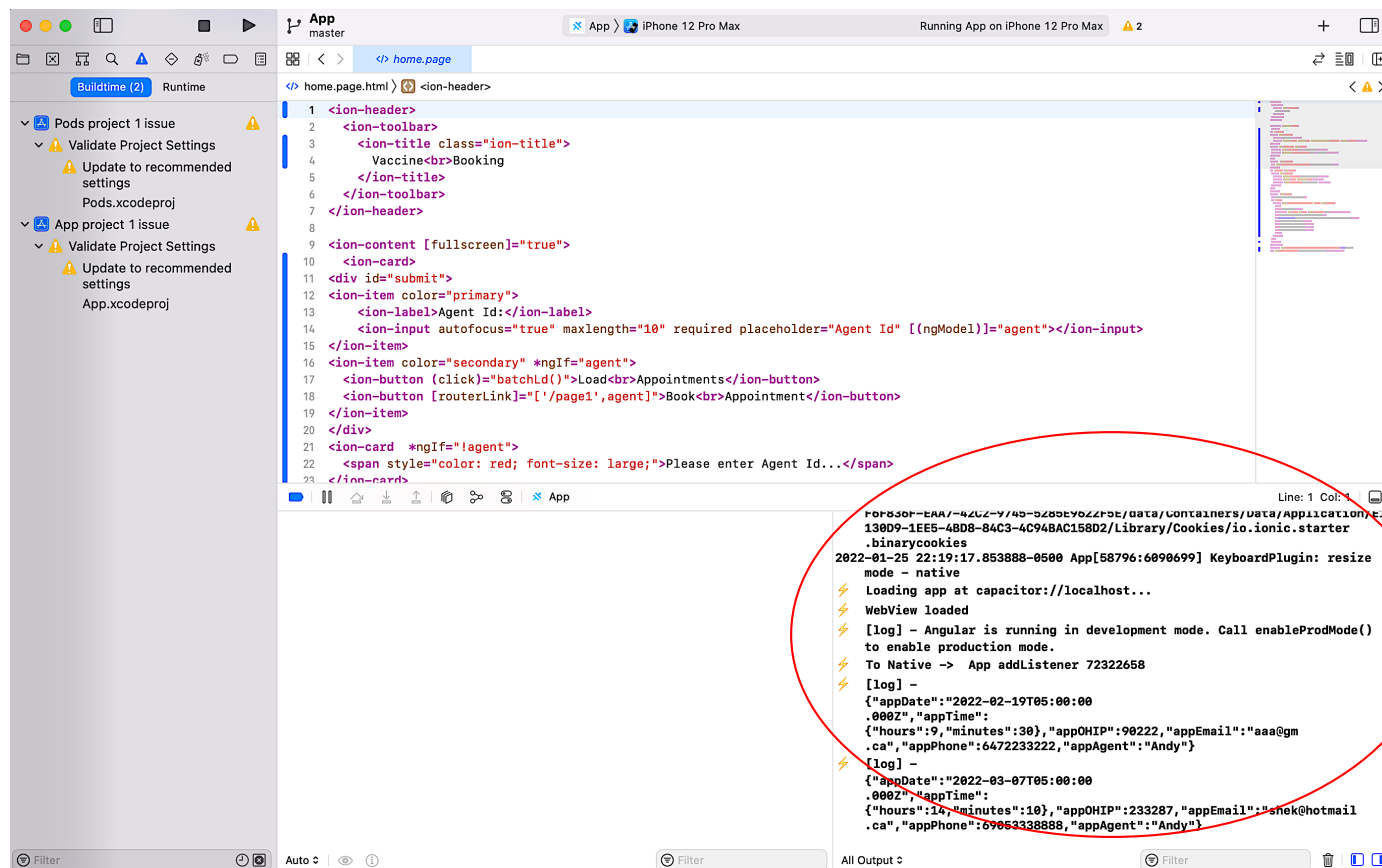 App
master
App
iPhone 12 Pro Max
Running App on iPhone 12 Pro Max
2
home.page
Buildtime (2)
Runtime
home.page.html
<ion-header>
Pods project 1 issue
Validate Project Settings
Update to recommended
settings
Pods.xcodeproj
App project 1 issue
Validate Project Settings
Update to recommended
settings
App.xcodeproj
1 <ion-header>
2 <ion-toolbar>
3 <ion-title class="ion-title">
4 Vaccine<br>Booking
5 </ion-title>
6 </ion-toolbar>
7 </ion-header>
8
9 <ion-content [fullscreen]="true">
10 <ion-card>
11 <div id="submit">
12 <ion-item color="primary">
13 <ion-label>Agent Id:</ion-label>
14 <ion-input autofocus="true" maxlength="10" required placeholder="Agent Id" [(ngModel)]="agent"></ion-input>
15 </ion-item>
16 <ion-item color="secondary" *ngIf="agent">
17 <ion-button (click)="batchLd()">Load<br>Appointments</ion-button>
18 <ion-button [routerLink]="['/page1',agent]">Book<br>Appointment</ion-button>
19 </ion-item>
20 </div>
21 <ion-card  *ngIf="!agent">
22 <span style="color: red; font-size: large;">Please enter Agent Id...</span>
23 </ion-card>
App
Line: 1 Col: 1
F6F836F-EAA7-42C2-9745-5285E9622F5E/data/Containers/Data/Application/E
130D9-1EE5-4BD8-84C3-4C94BAC158D2/Library/Cookies/io.ionic.starter
.binarycookies
2022-01-25 22:19:17.853888-0500 App[58796:6090699] KeyboardPlugin: resize
mode - native
⚡️ Loading app at capacitor://localhost...
⚡️ WebView loaded
⚡️ [log] - Angular is running in development mode. Call enableProdMode()
to enable production mode.
⚡️ To Native ->  App addListener 72322658
⚡️ [log] -
{"appDate":"2022-02-19T05:00:00
.000Z","appTime":
{"hours":9,"minutes":30},"appOHIP":90222,"appEmail":"aaa@gm
.ca","appPhone":6472233222,"appAgent":"Andy"}
⚡️ [log] -
{"appDate":"2022-03-07T05:00:00
.000Z","appTime":
{"hours":14,"minutes":10},"appOHIP":233287,"appEmail":"shek@hotmail
.ca","appPhone":69053338888,"appAgent":"Andy"}
Filter
Auto
Filter
All Output
Filter